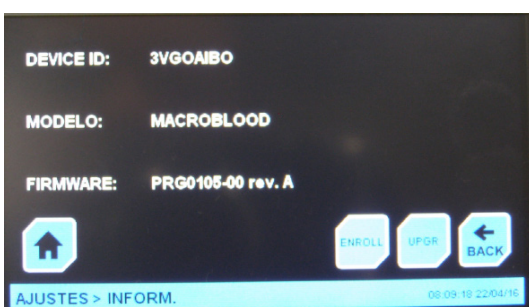 DEVICE ID: 3VGOAIBO
MODELO: MACROBLOOD
FIRMWARE: PRG0105-00 rev. A
ENROLL UPGR BACK
AJUSTES > INFORM. 08:09:18 22/04/16